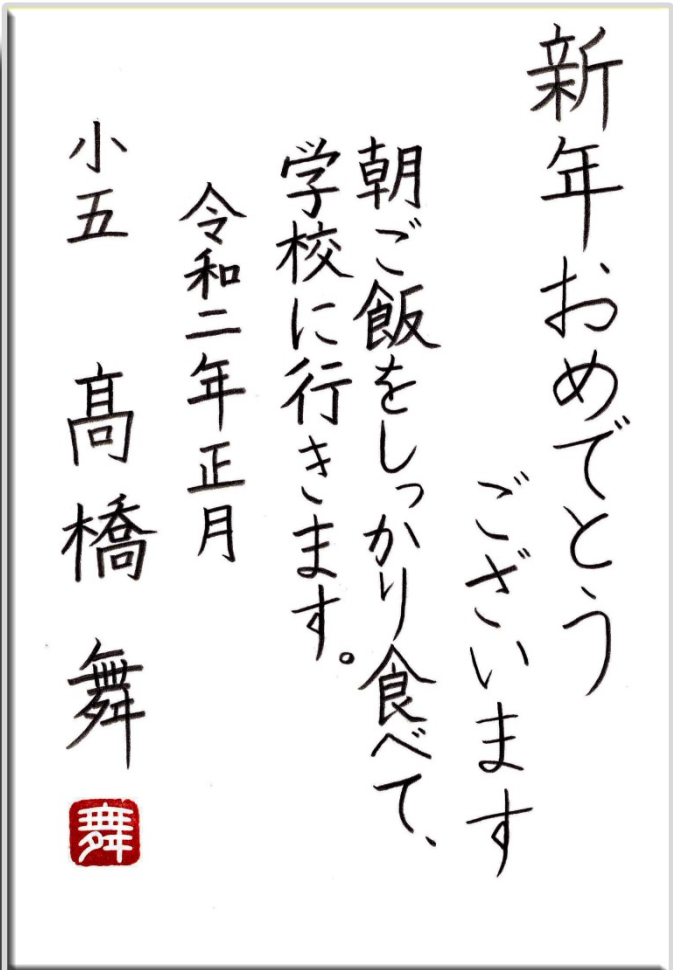 新年おめでとう
ございます
朝ご飯をしっかり食べて、
学校に行きます。
令和二年正月
小五 髙橋舞
舞